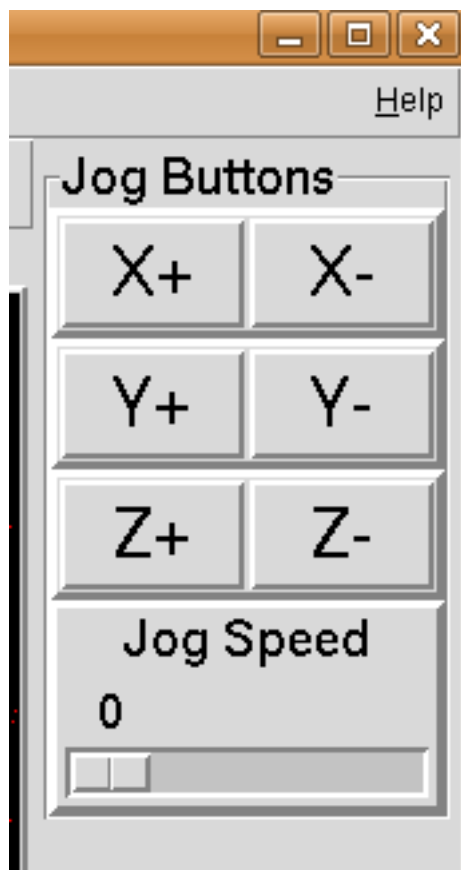 Help
Jog Buttons
X+ X-
Y+ Y-
Z+ Z-
Jog Speed
0